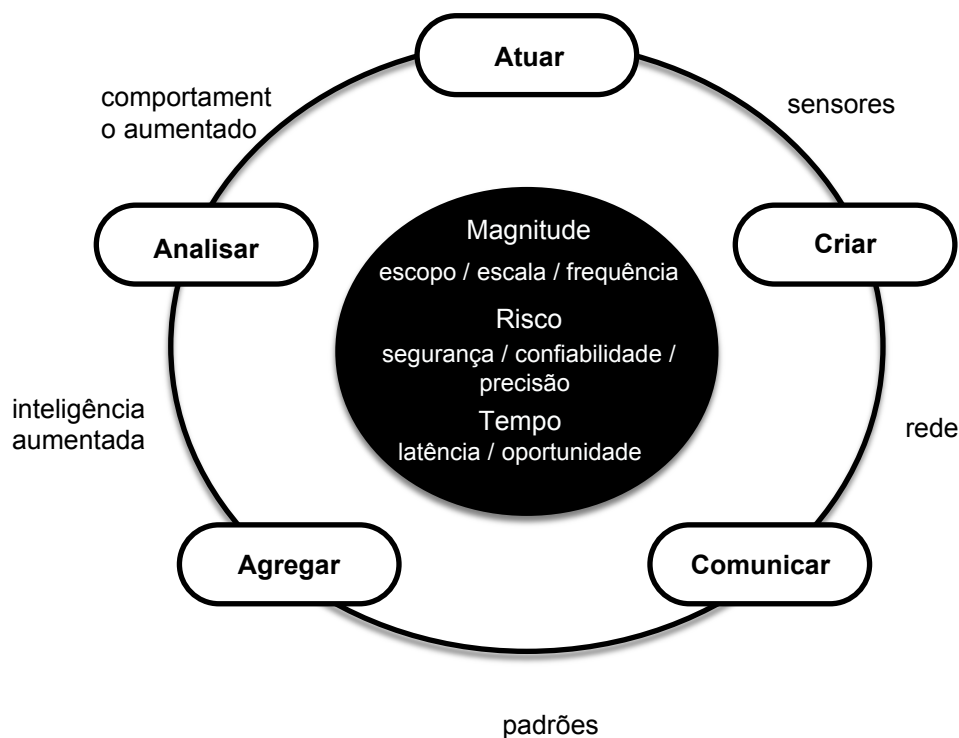 Atuar
comportament
o aumentado
sensores
Analisar
Criar
Magnitude
escopo / escala / frequência
Risco
segurança / confiabilidade /
precisão
Tempo
latência / oportunidade
inteligência
aumentada
rede
Agregar
Comunicar
padrões